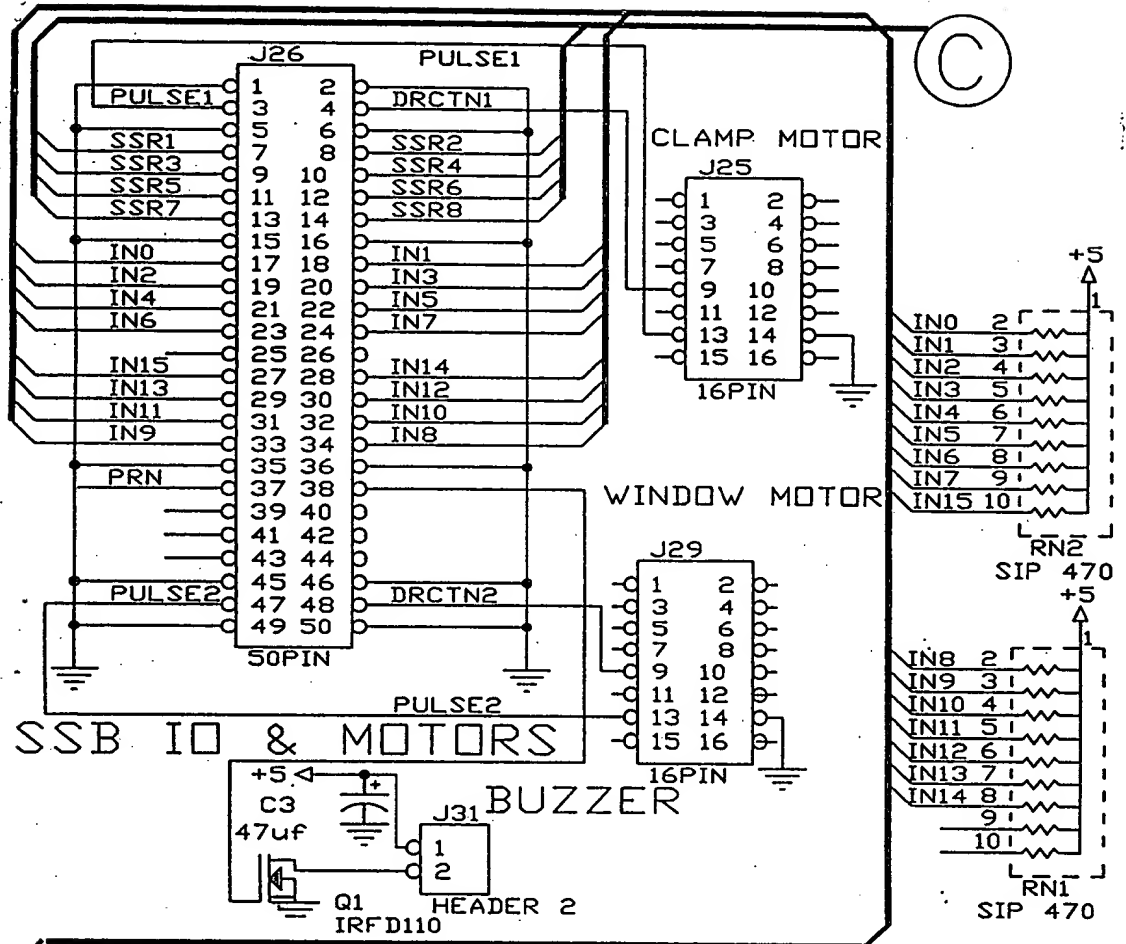 C
J26
PULSE1
1 2
PULSE1 3 4 DRCTN1
5 6
SSR1 7 8 SSR2
SSR3 9 10 SSR4
SSR5 11 12 SSR6
SSR7 13 14 SSR8
15 16
IN0 17 18 IN1
IN2 19 20 IN3
IN4 21 22 IN5
IN6 23 24 IN7
25 26
IN15 27 28 IN14
IN13 29 30 IN12
IN11 31 32 IN10
IN9 33 34 IN8
35 36
PRN 37 38
39 40
41 42
43 44
45 46
PULSE2 47 48 DRCTN2
49 50
50PIN
CLAMP MOTOR
J25
1 2
3 4
5 6
7 8
9 10
11 12
13 14
15 16
16PIN
WINDOW MOTOR
J29
1 2
3 4
5 6
7 8
9 10
11 12
13 14
15 16
16PIN
PULSE2
SSB IO & MOTORS
+5
C3
47uf
+
BUZZER
J31
1
2
HEADER 2
Q1
IRFD110
+5
1
IN0 2
IN1 3
IN2 4
IN3 5
IN4 6
IN5 7
IN6 8
IN7 9
IN15 10
RN2
SIP 470
+5
1
IN8 2
IN9 3
IN10 4
IN11 5
IN12 6
IN13 7
IN14 8
9
10
RN1
SIP 470